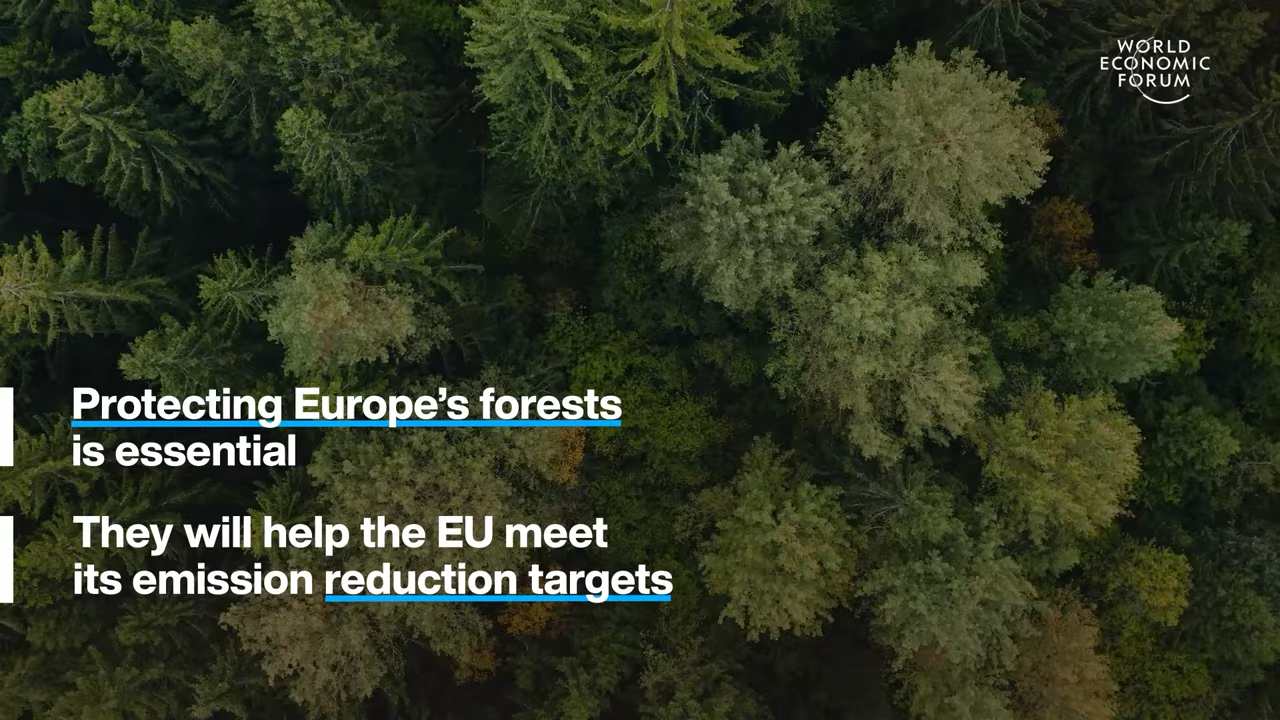 WORLD
ECONOMIC
FORUM
Protecting Europe’s forests
is essential
They will help the EU meet
its emission reduction targets